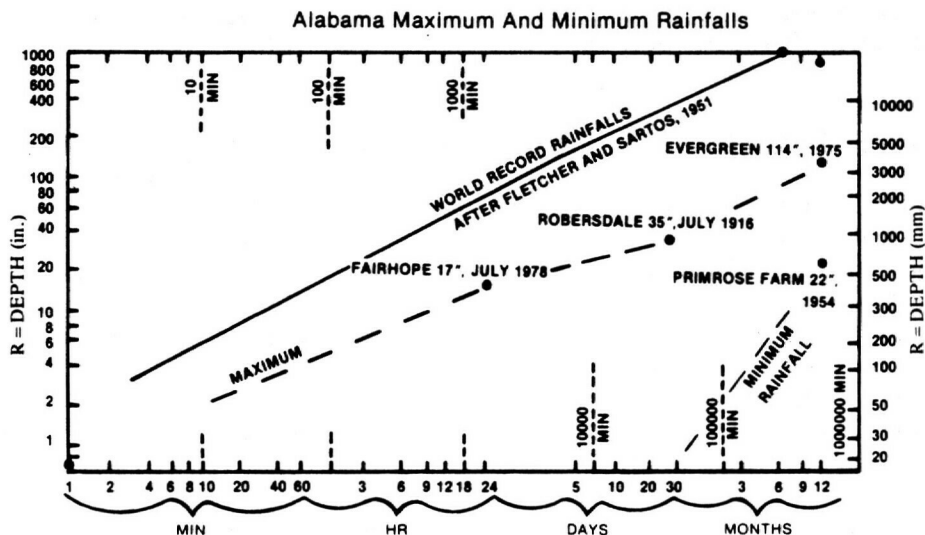 Alabama Maximum And Minimum Rainfalls
1000
800
600
400
200
100
80
60
40
20
10
8
6
4
2
1
R = DEPTH (in.)
10 MIN
100 MIN
1000 MIN
WORLD RECORD RAINFALLS
AFTER FLETCHER AND SARTOS, 1951
EVERGREEN 114″, 1975
ROBERSDALE 35″, JULY 1916
FAIRHOPE 17″, JULY 1978
PRIMROSE FARM 22″,
1954
MAXIMUM
MINIMUM
RAINFALL
10000
MIN
100000
MIN
1000000 MIN
10000
5000
3000
2000
1000
500
300
200
100
50
30
20
R = DEPTH (mm)
1 2 4 6 8 10 20 40 60 3 6 9 12 18 24 5 10 20 30 3 6 9 12
MIN HR DAYS MONTHS